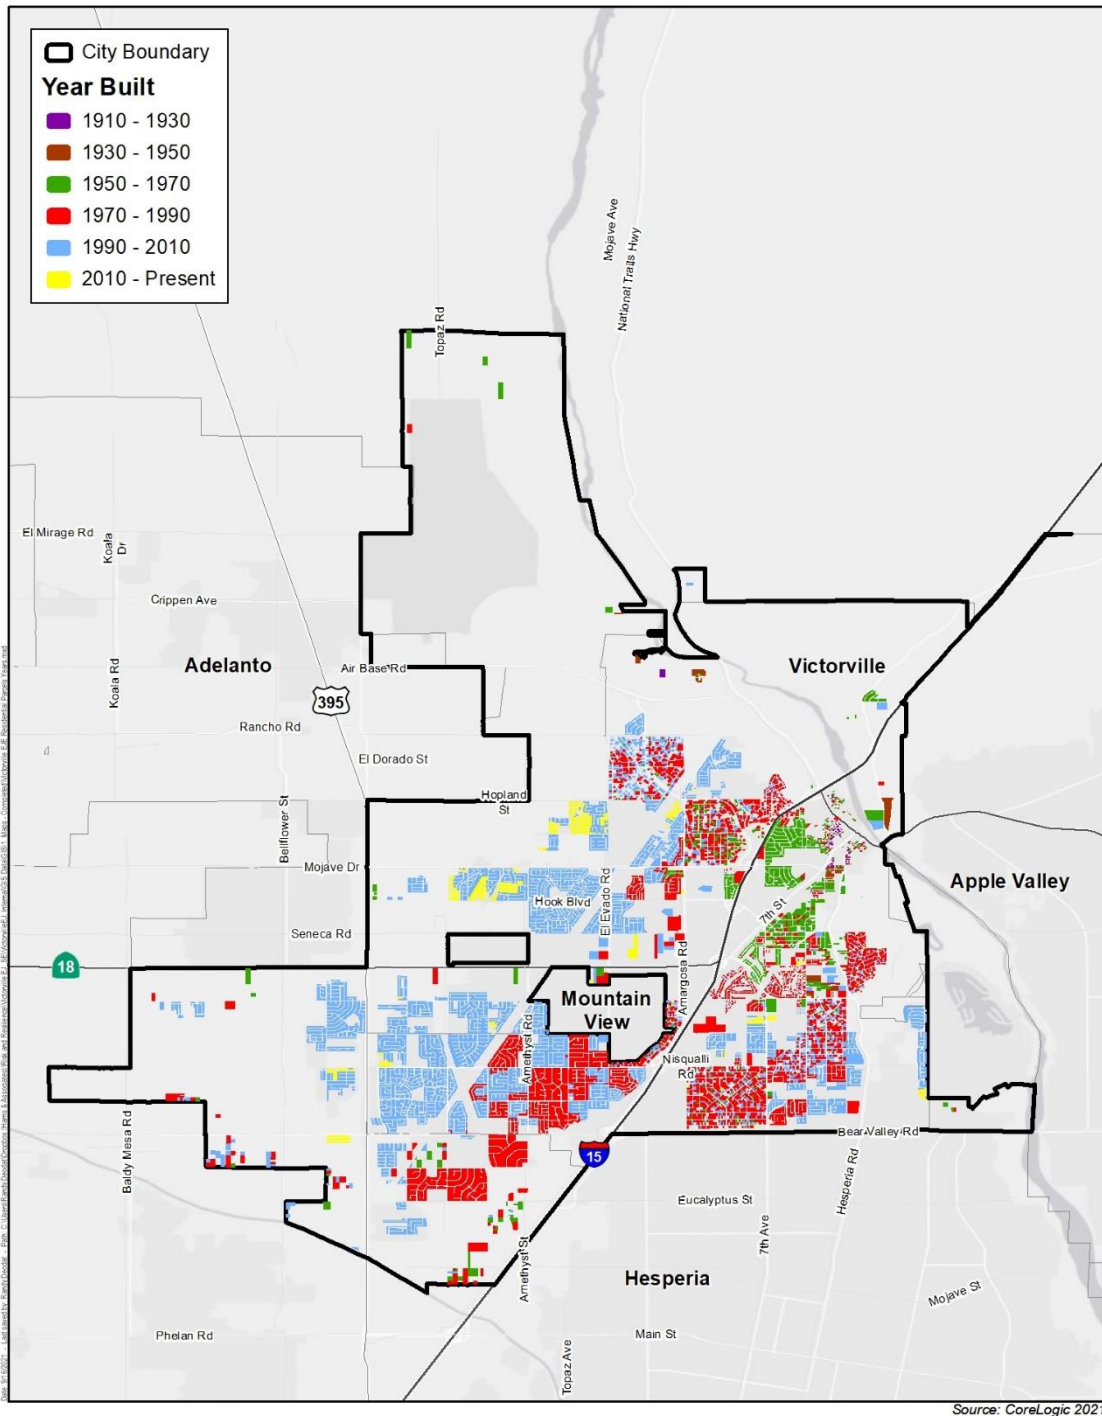 City Boundary
Year Built
1910 - 1930
1930 - 1950
1950 - 1970
1970 - 1990
1990 - 2010
2010 - Present
Mojave Ave
National Trails Hwy
Topaz Rd
El Mirage Rd
Koala
Dr
Crippen Ave
Adelanto
Air Base Rd
Victorville
Koala Rd
395
Rancho Rd
El Dorado St
Hopland
St
Bellflower St
Mojave Dr
Apple Valley
Hook Blvd
El Evado Rd
7th St
Seneca Rd
18
Amargosa Rd
Mountain
View
Amethyst Rd
Nisqualli
Rd
Baldy Mesa Rd
Bear Valley Rd
15
Hesperia Rd
Eucalyptus St
7th Ave
Amethyst St
Hesperia
Mojave St
Phelan Rd
Main St
Topaz Ave
Source: CoreLogic 2021